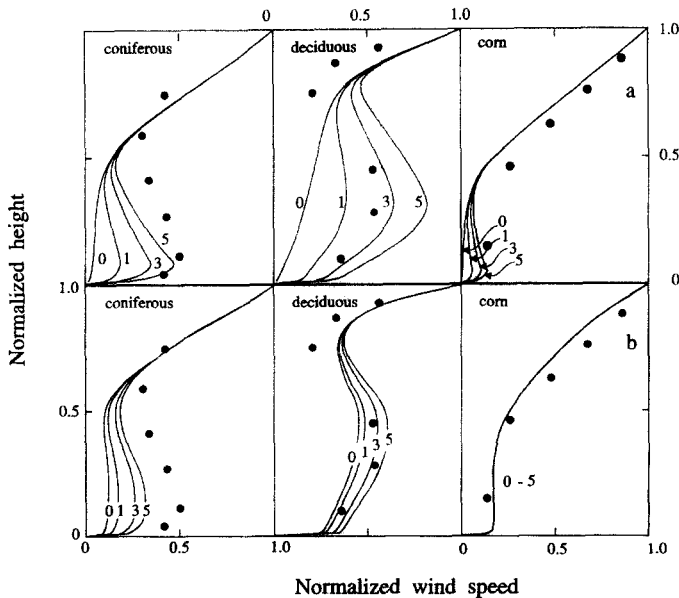 0 0.5 1.0
coniferous deciduous corn 1.0
a
0.5
0 1 3 5
0 1 3 5
0
1
3
5
1.0 0
coniferous deciduous corn
b
0.5
0 1 3 5
0 1 3 5
0 - 5
0
0 0.5 1.0 0 0.5 1.0
Normalized height
Normalized wind speed